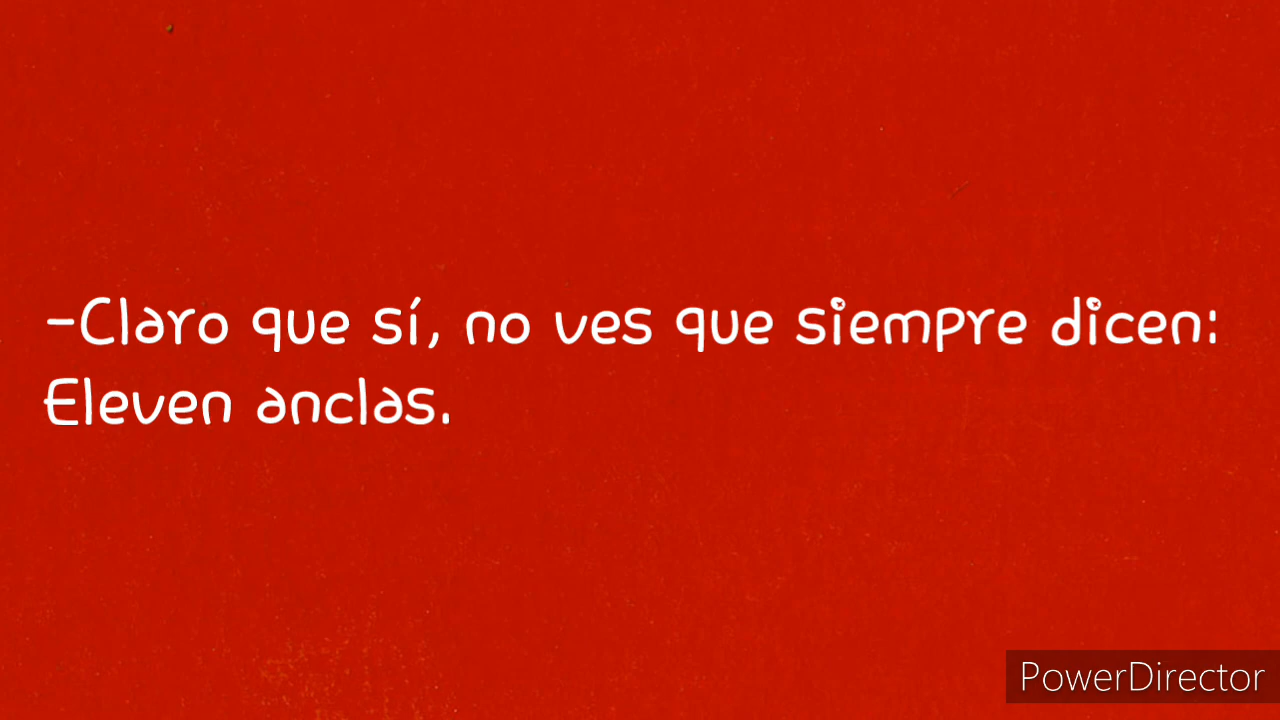 -Claro que sí, no ves que siempre dicen:
Eleven anclas.
PowerDirector